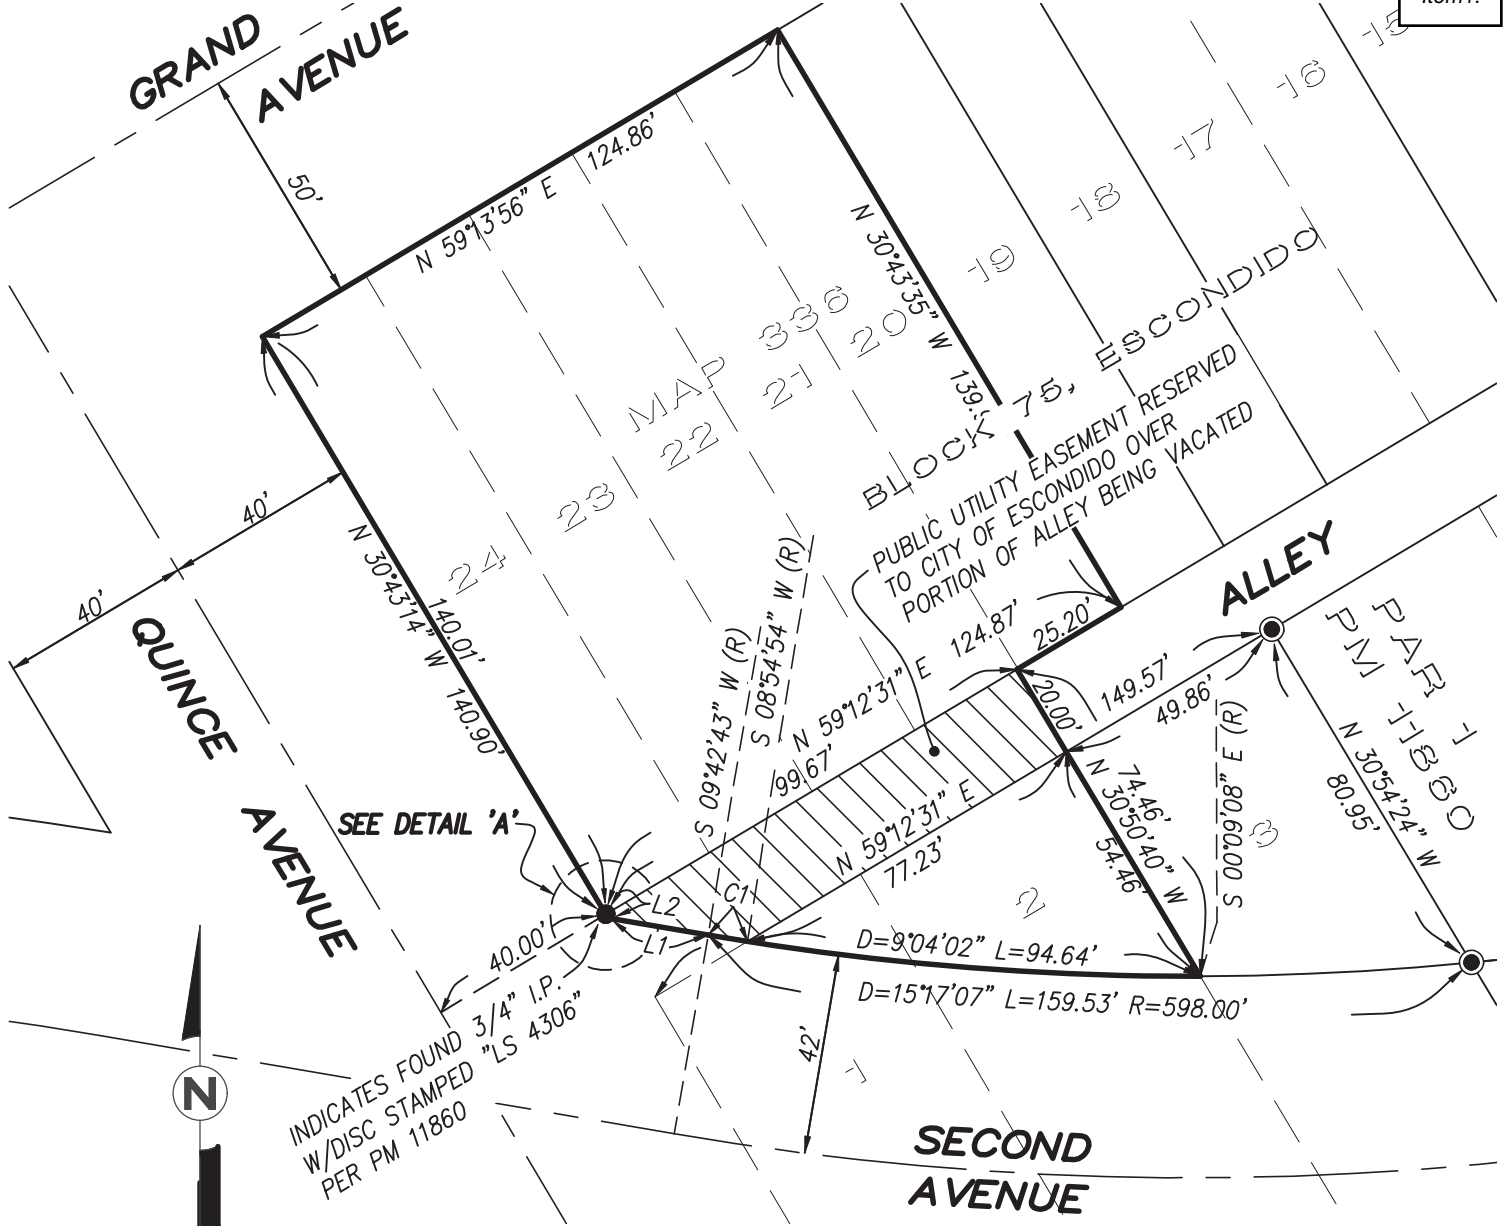 GRAND
AVENUE
50'
N 59°13'56" E 124.86'
N 30°43'35" W
15
16
17
18
19
20
21
22
23
24
MAP 336
BLOCK 75, ESCONDIDO
PUBLIC UTILITY EASEMENT RESERVED
TO CITY OF ESCONDIDO OVER
PORTION OF ALLEY BEING VACATED
40'
40'
N 30°43'14" W 140.90'
140.01'
QUINCE
AVENUE
S 09°42'43" W (R)
S 08°54'54" W (R)
N 59°12'31" E 124.87'
99.67'
25.20'
ALLEY
20.00'
149.57'
49.86'
N 59°12'31" E
77.23'
74.46'
N 30°50'40" W
54.46'
S 00°09'08" E (R)
N 30°54'24" W
80.95'
PAR 1
PM 11860
3
2
1
SEE DETAIL 'A'
L2
L1
C1
40.00'
D=9°04'02" L=94.64'
D=15°17'07" L=159.53' R=598.00'
42'
INDICATES FOUND 3/4" I.P.
W/DISC STAMPED "LS 4306"
PER PM 11860
N
SECOND
AVENUE